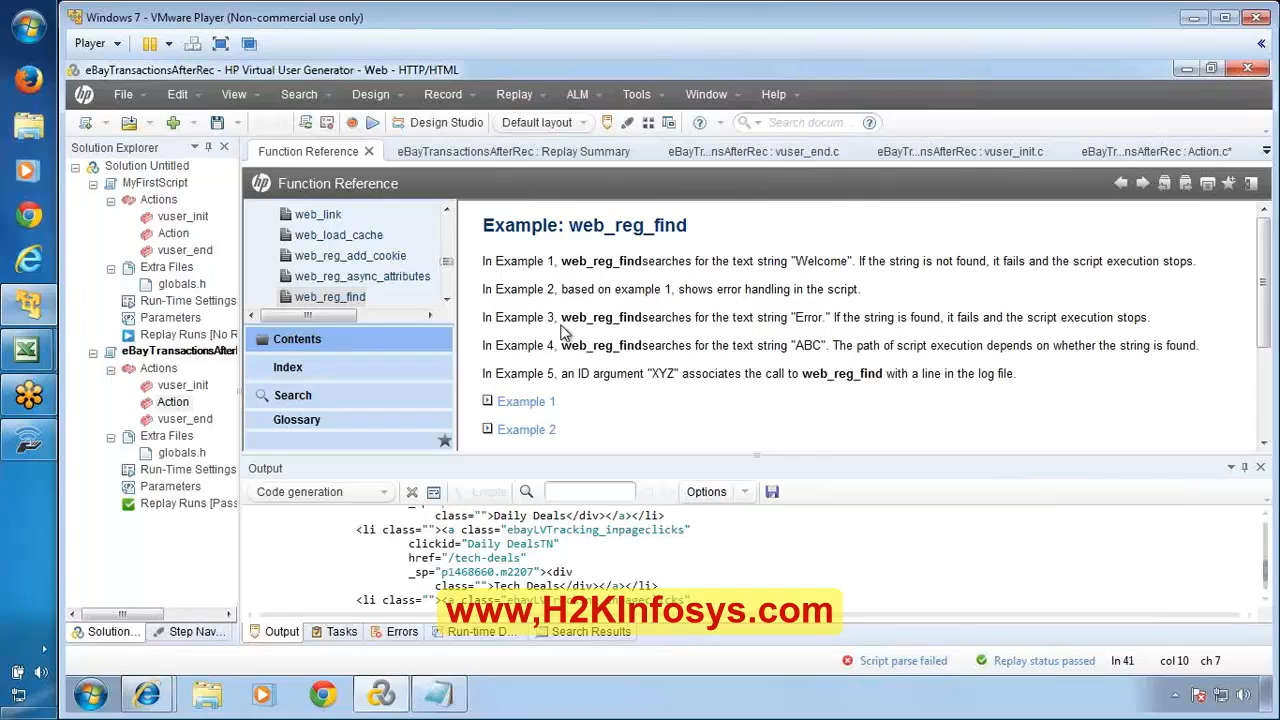 Windows 7 - VMware Player (Non-commercial use only)
Player
eBayTransactionsAfterRec - HP Virtual User Generator - Web - HTTP/HTML
hp File Edit View Search Design Record Replay ALM Tools Window Help
Design Studio Default layout Search docum...
Solution Explorer
Function Reference eBayTransactionsAfterRec : Replay Summary eBayTr...nsAfterRec : vuser_end.c eBayTr...nsAfterRec : vuser_init.c eBayTr...nsAfterRec : Action.c*
Solution Untitled
MyFirstScript
Actions
vuser_init
Action
vuser_end
Extra Files
globals.h
Run-Time Settings
Parameters
Replay Runs [No R
eBayTransactionsAfterF
Actions
vuser_init
Action
vuser_end
Extra Files
globals.h
Run-Time Settings
Parameters
Replay Runs [Pass
hp Function Reference
web_link
web_load_cache
web_reg_add_cookie
web_reg_async_attributes
web_reg_find
Contents
Index
Search
Glossary
Example: web_reg_find
In Example 1, web_reg_findsearches for the text string "Welcome". If the string is not found, it fails and the script execution stops.
In Example 2, based on example 1, shows error handling in the script.
In Example 3, web_reg_findsearches for the text string "Error." If the string is found, it fails and the script execution stops.
In Example 4, web_reg_findsearches for the text string "ABC". The path of script execution depends on whether the string is found.
In Example 5, an ID argument "XYZ" associates the call to web_reg_find with a line in the log file.
Example 1
Example 2
Output
Code generation Locate Options
class="">Daily Deals</div></a></li>
<li class=""><a class="ebayLVTracking_inpageclicks"
clickid="Daily DealsTN"
href="/tech-deals"
_sp="p1468660.m2207"><div
class="">Tech Deals</div></a></li>
<li class=""><a class="ebayLV
www,H2KInfosys.com
Solution... Step Nav... Output Tasks Errors Run-time D... Search Results
Script parse failed Replay status passed ln 41 col 10 ch 7